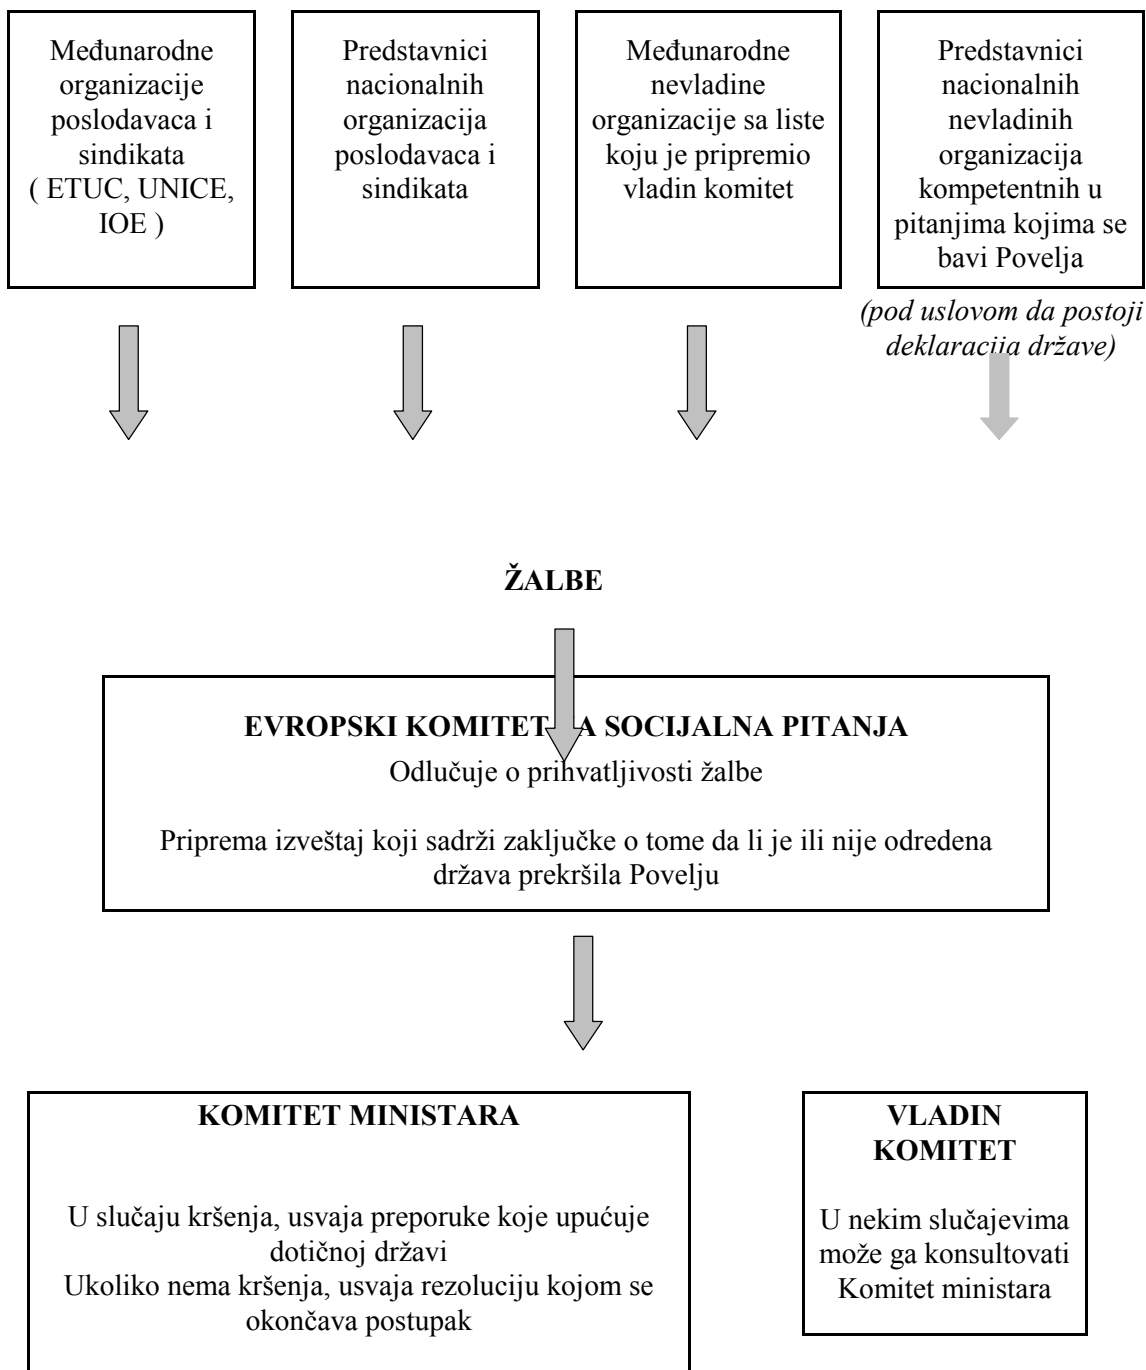 Međunarodne
organizacije
poslodavaca i
sindikata
( ETUC, UNICE,
IOE )
Predstavnici
nacionalnih
organizacija
poslodavaca i
sindikata
Međunarodne
nevladine
organizacije sa liste
koju je pripremio
vladin komitet
Predstavnici
nacionalnih
nevladinih
organizacija
kompetentnih u
pitanjima kojima se
bavi Povelja
(pod uslovom da postoji
deklaracija države)
ŽALBE
EVROPSKI KOMITET A SOCIJALNA PITANJA
Odlučuje o prihvatljivosti žalbe
Priprema izveštaj koji sadrži zaključke o tome da li je ili nije odredena
država prekršila Povelju
KOMITET MINISTARA
U slučaju kršenja, usvaja preporuke koje upućuje
dotičnoj državi
Ukoliko nema kršenja, usvaja rezoluciju kojom se
okončava postupak
VLADIN
KOMITET
U nekim slučajevima
može ga konsultovati
Komitet ministara